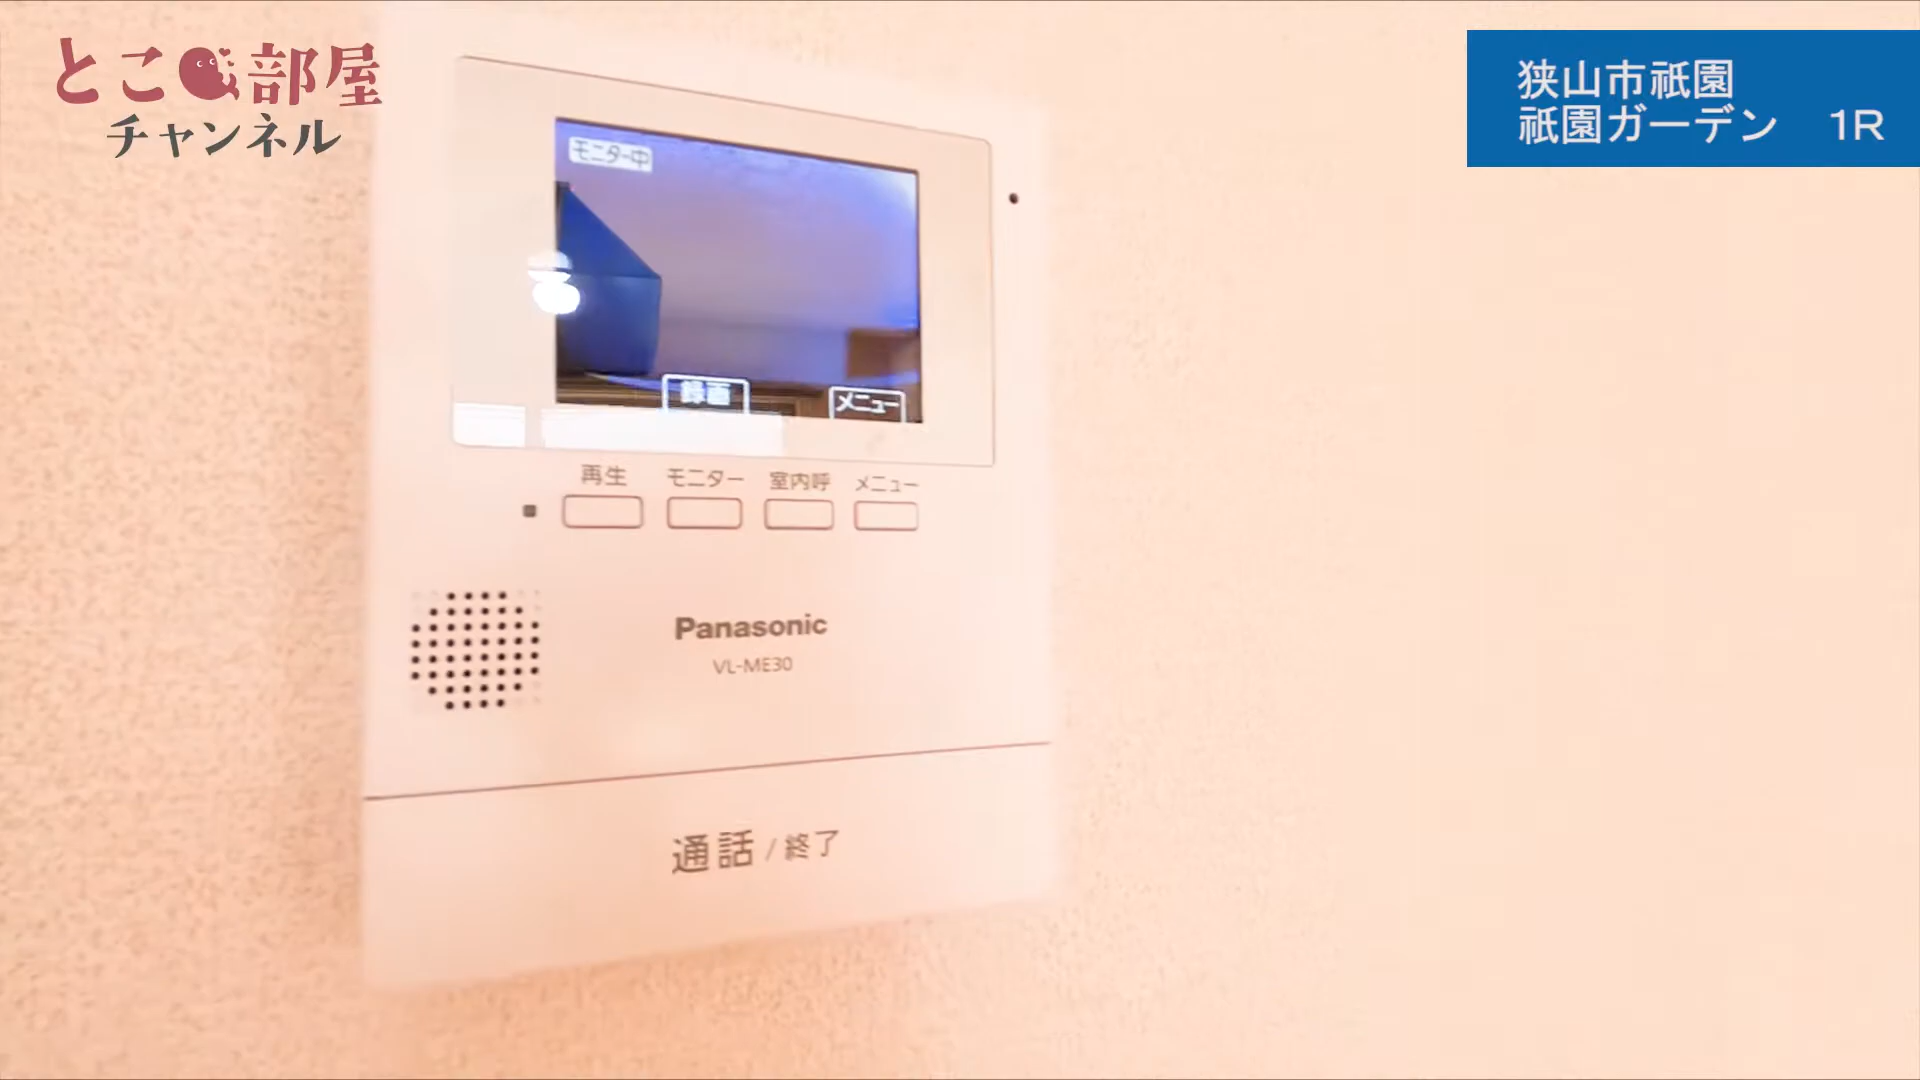 とこ部屋
チャンネル
狭山市祇園
祇園ガーデン 1R
モニター中
録画 メニュー
再生 モニター 室内呼 メニュー
Panasonic
VL-ME30
通話 / 終了